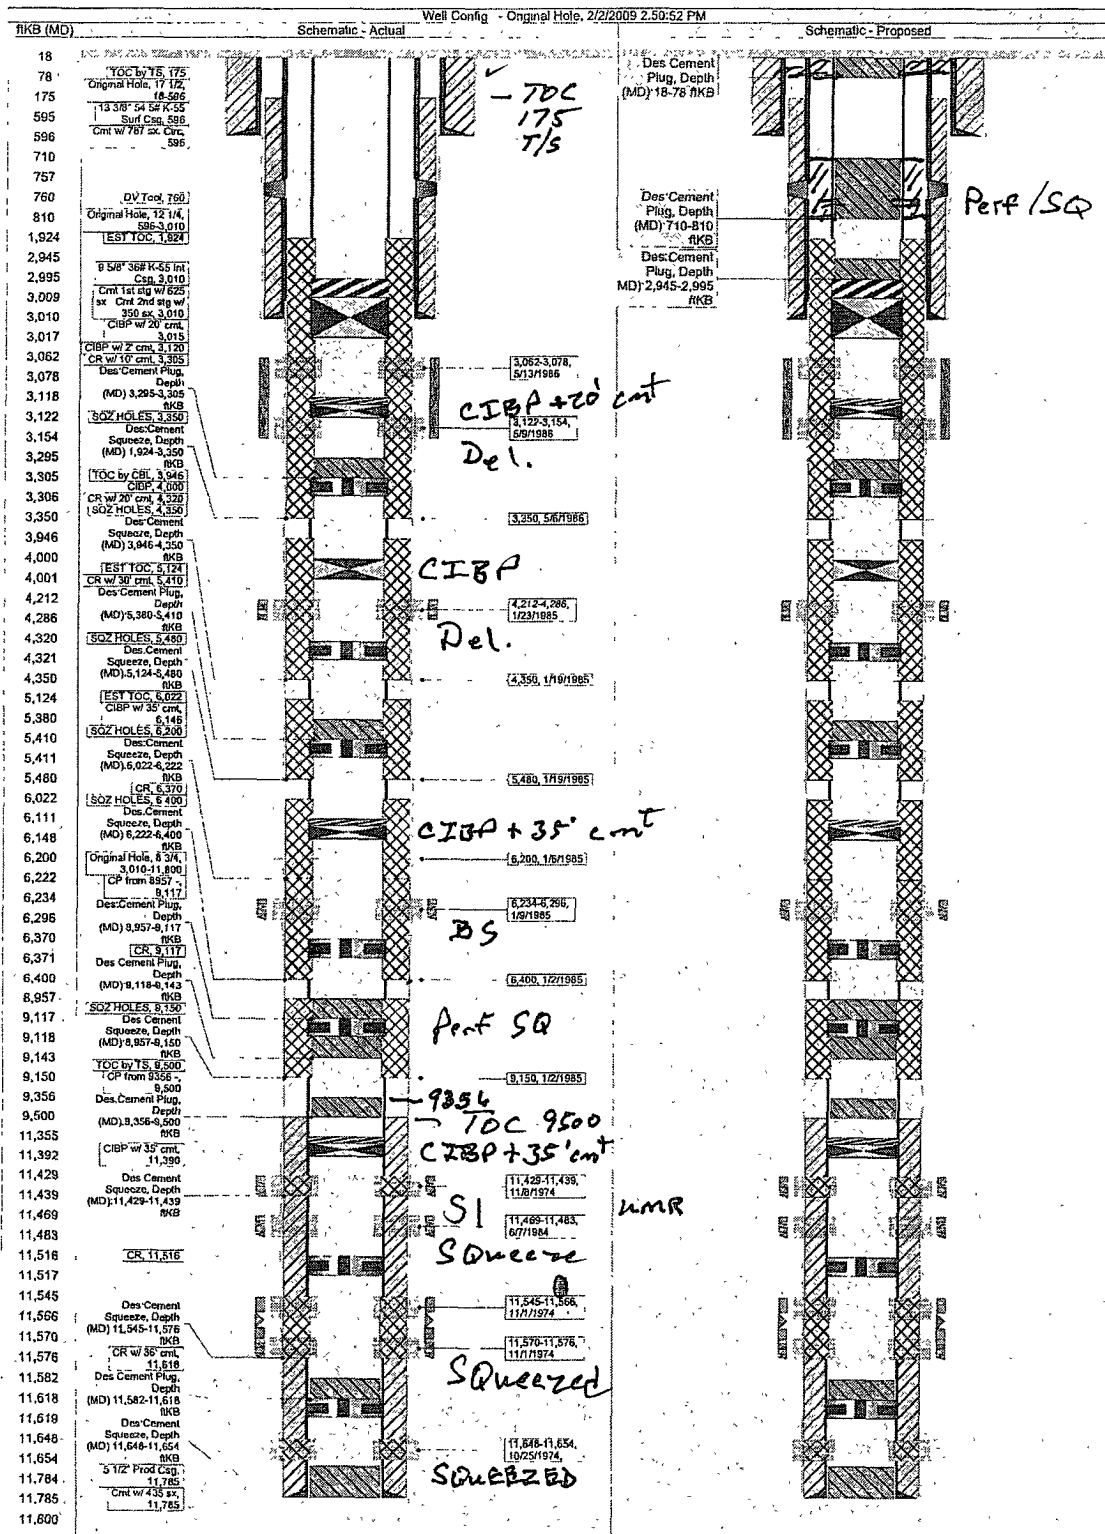 Well Config - Original Hole, 2/2/2009 2:50:52 PM
ftKB (MD)
Schematic - Actual
Schematic - Proposed
18
78
175
595
596
710
757
760
810
1,924
2,945
2,995
3,009
3,010
3,017
3,062
3,078
3,118
3,122
3,154
3,295
3,305
3,306
3,350
3,946
4,000
4,001
4,212
4,286
4,320
4,321
4,350
5,124
5,380
5,410
5,411
5,480
6,022
6,111
6,148
6,200
6,222
6,234
6,296
6,370
6,371
6,400
8,957
9,117
9,118
9,143
9,150
9,356
9,500
11,355
11,392
11,429
11,439
11,469
11,483
11,516
11,517
11,545
11,566
11,570
11,576
11,582
11,618
11,619
11,648
11,654
11,784
11,785
11,800
TOC by TS, 175
Original Hole, 17 1/2,
18-596
13 3/8" 54.5# K-55
Surf Csg, 596
Cmt w/ 787 sx. Circ,
596
DV Tool, 760
Original Hole, 12 1/4,
596-3,010
EST TOC, 1,924
9 5/8" 36# K-55 Int
Csg, 3,010
Cmt 1st stg w/ 625
sx Cmt 2nd stg w/
350 sx, 3,010
CIBP w/ 20' cmt,
3,015
CIBP w/ 2' cmt, 3,120
CR w/ 10' cmt, 3,305
Des:Cement Plug,
Depth
(MD) 3,295-3,305
ftKB
SQZ HOLES, 3,350
Des:Cement
Squeeze, Depth
(MD) 1,924-3,350
ftKB
TOC by CBL, 3,946
CIBP, 4,000
CR w/ 20' cmt, 4,320
SQZ HOLES, 4,350
Des:Cement
Squeeze, Depth
(MD) 3,946-4,350
ftKB
EST TOC, 5,124
CR w/ 30' cmt, 5,410
Des:Cement Plug,
Depth
(MD):5,380-5,410
ftKB
SQZ HOLES, 5,480
Des:Cement
Squeeze, Depth
(MD):5,124-5,480
ftKB
EST TOC, 6,022
CIBP w/ 35' cmt,
6,146
SQZ HOLES, 6,200
Des:Cement
Squeeze, Depth
(MD):6,022-6,222
ftKB
CR, 6,370
SQZ HOLES, 6,400
Des:Cement
Squeeze, Depth
(MD) 6,222-6,400
ftKB
Original Hole, 8 3/4,
3,010-11,800
CP from 8957 -
9,117
Des:Cement Plug,
Depth
(MD) 8,957-9,117
ftKB
CR, 9,117
Des Cement Plug,
Depth
(MD):9,118-9,143
ftKB
SQZ HOLES, 9,150
Des Cement
Squeeze, Depth
(MD):8,957-9,150
ftKB
TOC by TS, 9,500
CP from 9356 -
9,500
Des:Cement Plug,
Depth
(MD):9,356-9,500
ftKB
CIBP w/ 35' cmt,
11,390
Des Cement
Squeeze, Depth
(MD):11,429-11,439
ftKB
CR, 11,516
Des:Cement
Squeeze, Depth
(MD) 11,545-11,576
ftKB
CR w/ 36' cmt,
11,618
Des Cement Plug,
Depth
(MD) 11,582-11,618
ftKB
Des:Cement
Squeeze, Depth
(MD) 11,648-11,654
ftKB
5 1/2" Prod Csg,
11,785
Cmt w/ 435 sx,
11,785
✓
- TOC
175
T/S
3,062-3,078,
5/13/1986
CIBP + 20' cmt
3,122-3,154,
5/9/1986
Del.
3,350, 5/6/1986
CIBP
4,212-4,286,
1/23/1985
Del.
4,350, 1/19/1985
5,480, 1/19/1985
CIBP + 35' cmt
6,200, 1/6/1985
6,234-6,296,
1/9/1985
BS
6,400, 1/2/1985
Perf SQ
9,150, 1/2/1985
9356
TOC 9500
CIBP + 35' cmt
11,429-11,439,
11/8/1974
SI
11,469-11,483,
6/7/1984
SQueeze
11,545-11,566,
11/1/1974
11,570-11,576,
11/1/1974
SQueezed
11,648-11,654,
10/25/1974,
SQUEEZED
UMR
Des Cement
Plug, Depth
(MD) 18-78 ftKB
Des:Cement
Plug, Depth
(MD) 710-810
ftKB
Des:Cement
Plug, Depth
MD) 2,945-2,995
ftKB
Perf / SQ